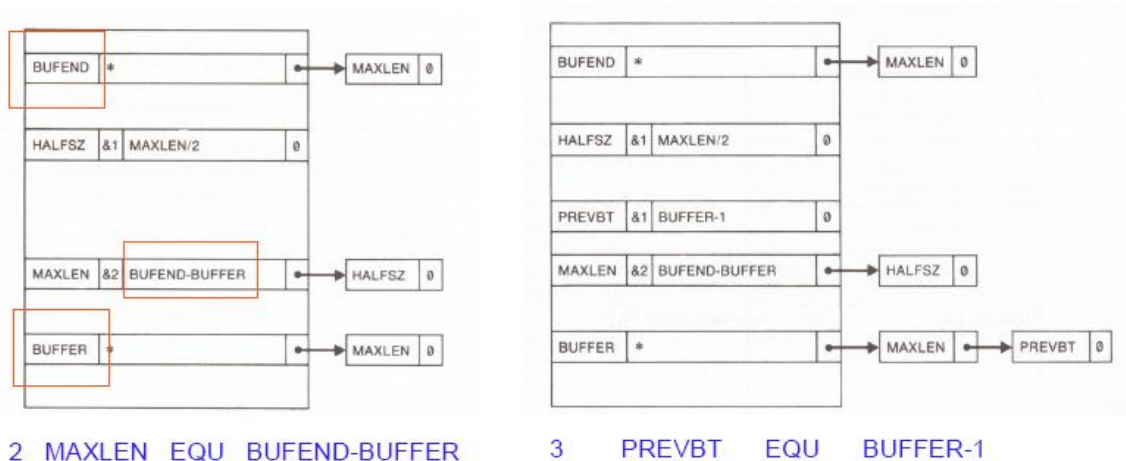 BUFEND * MAXLEN 0
HALFSZ &1 MAXLEN/2 0
MAXLEN &2 BUFEND-BUFFER HALFSZ 0
BUFFER * MAXLEN 0
2 MAXLEN EQU BUFEND-BUFFER
BUFEND * MAXLEN 0
HALFSZ &1 MAXLEN/2 0
PREVBT &1 BUFFER-1 0
MAXLEN &2 BUFEND-BUFFER HALFSZ 0
BUFFER * MAXLEN PREVBT 0
3 PREVBT EQU BUFFER-1